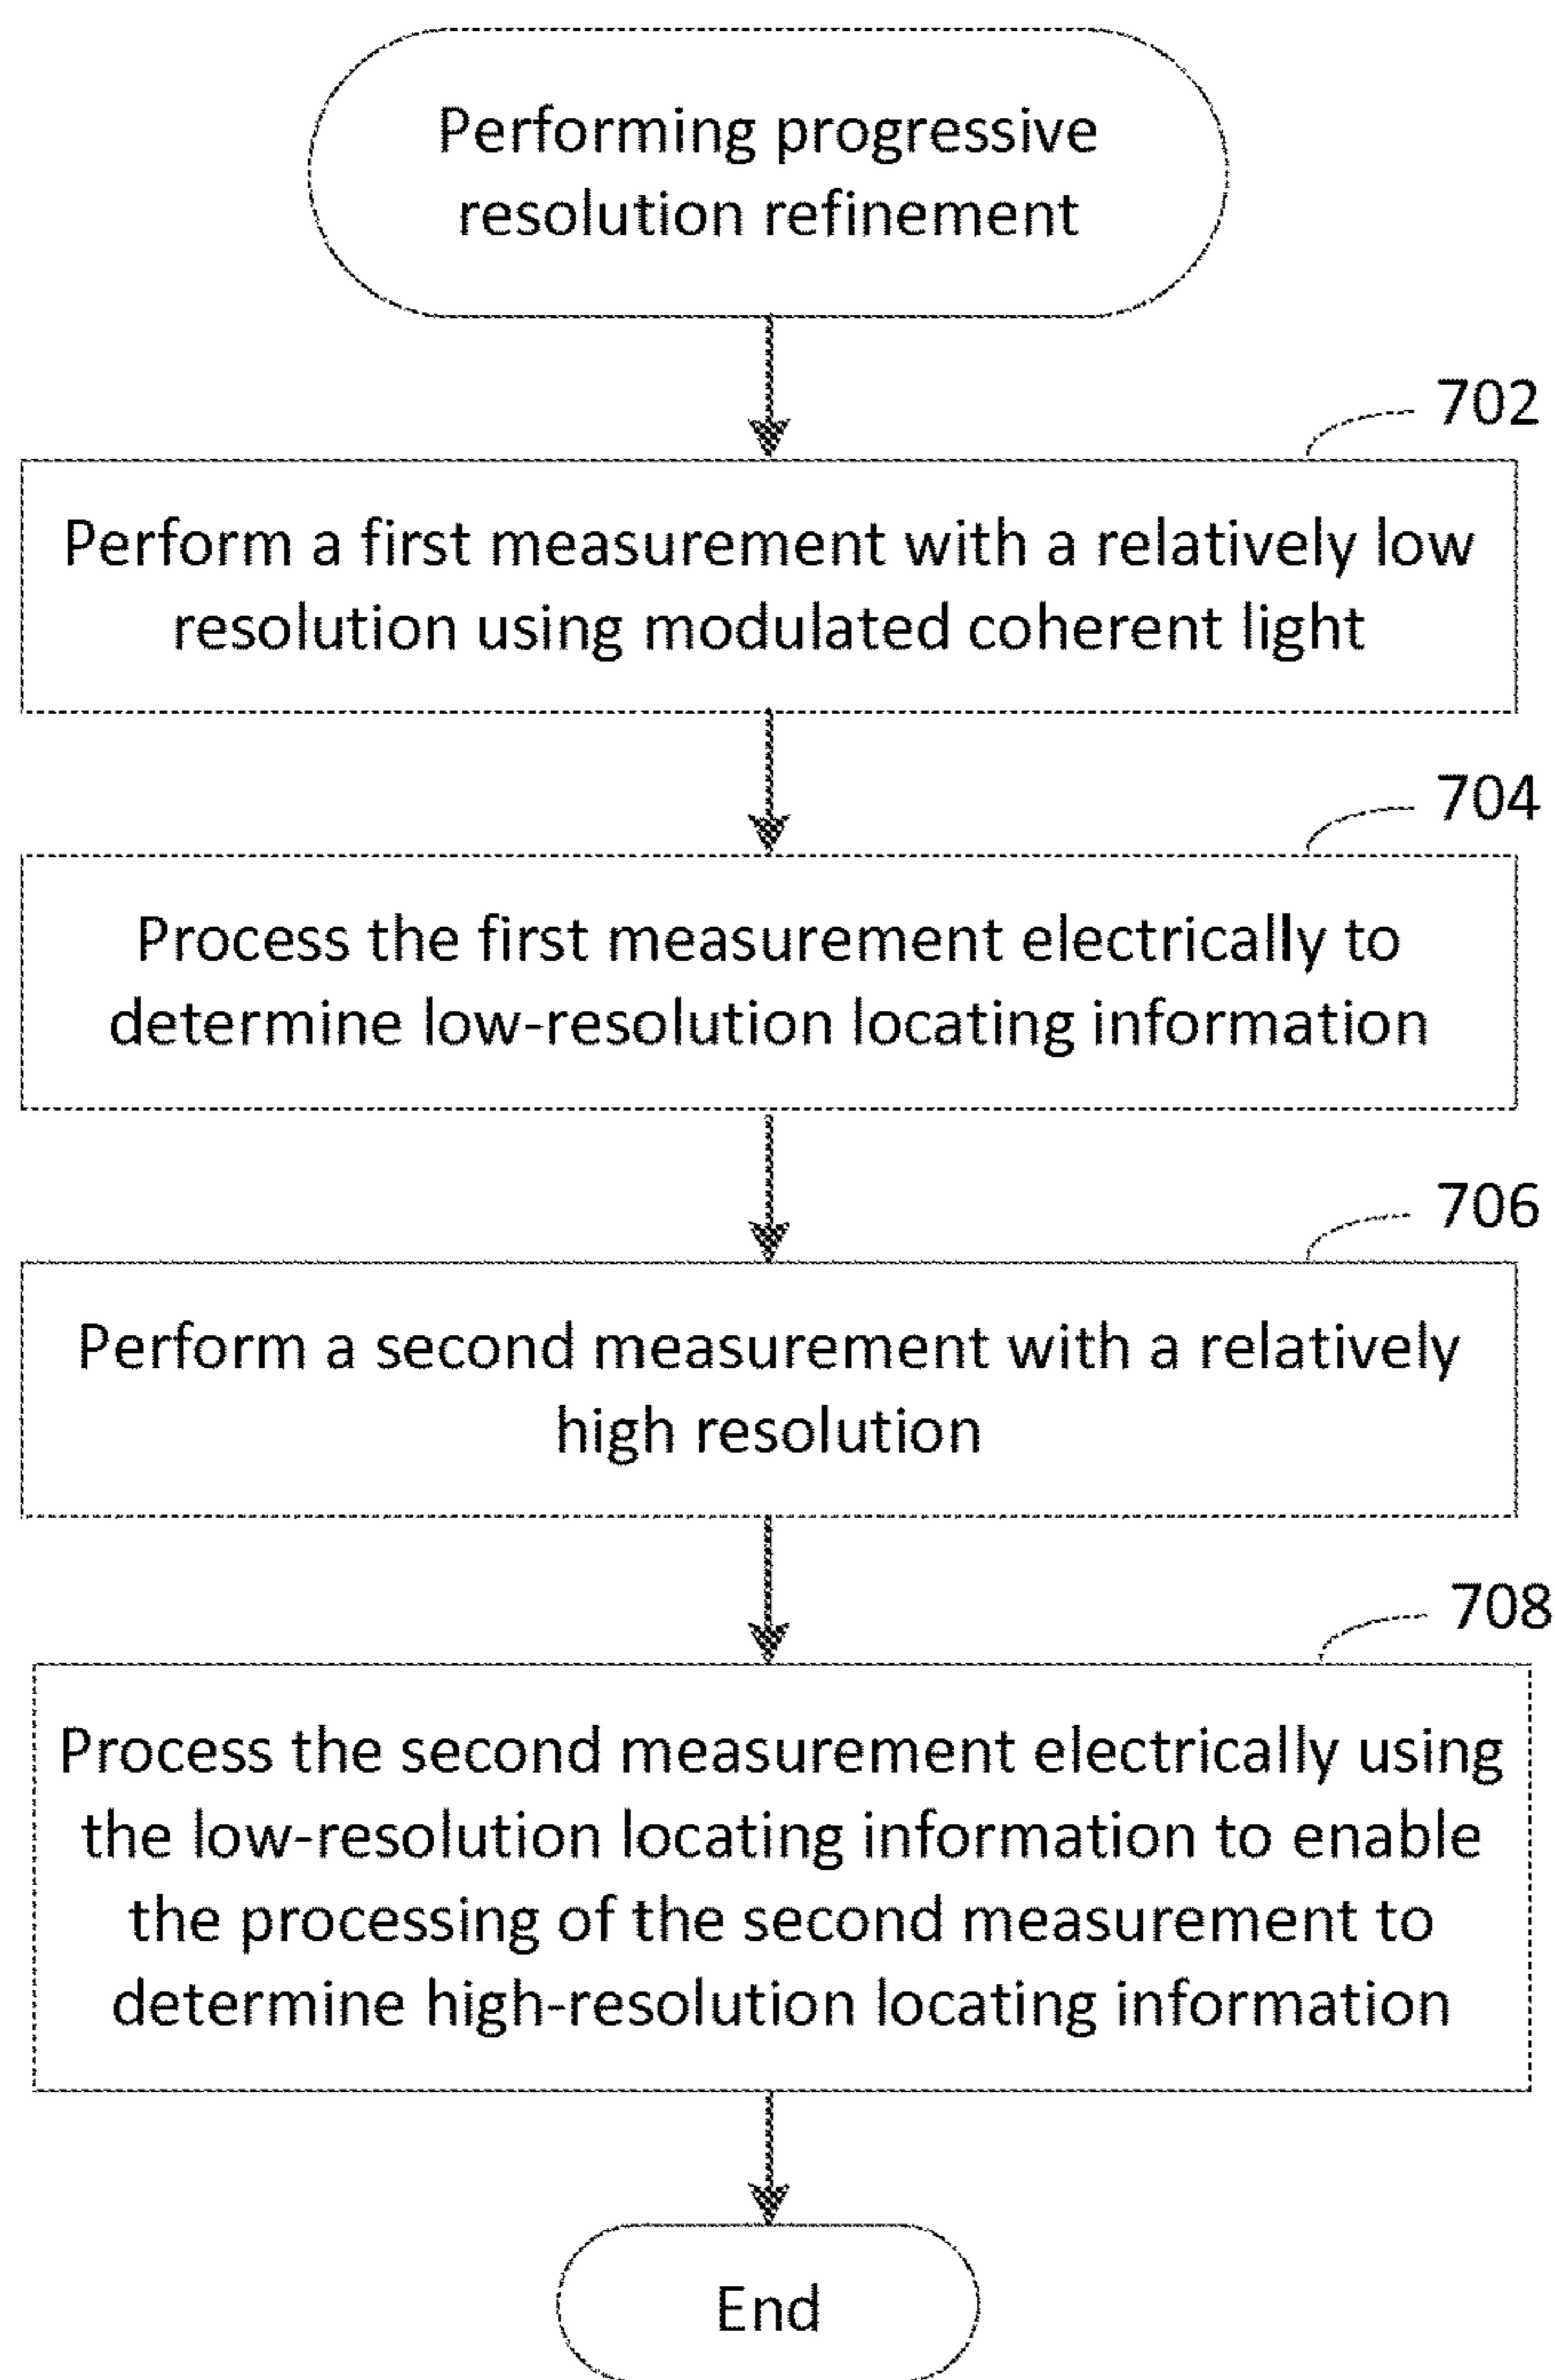 Performing progressive
resolution refinement
702
Perform a first measurement with a relatively low
resolution using modulated coherent light
704
Process the first measurement electrically to
determine low-resolution locating information
706
Perform a second measurement with a relatively
high resolution
708
Process the second measurement electrically using
the low-resolution locating information to enable
the processing of the second measurement to
determine high-resolution locating information
End